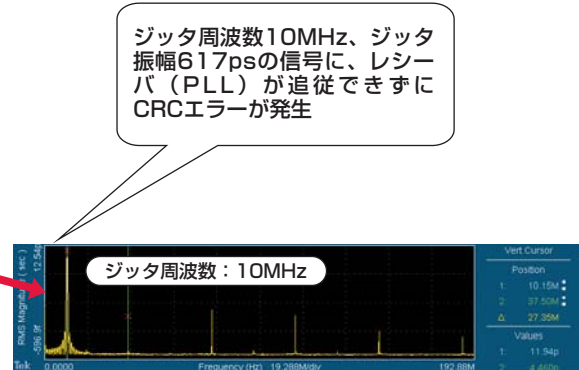 ジッタ周波数10MHz、ジッタ
振幅617psの信号に、レシー
バ（PLL）が追従できずに
CRCエラーが発生
ジッタ周波数：10MHz
RMS Magnitude ( sec )
12.54p
-596.9f
Tek
0.0000
Frequency (Hz) 19.288M/div
192.88M
Vert Cursor
Position
1: 10.15M
2: 37.50M
Δ 27.35M
Values
1: 11.94p
2: 4.460p